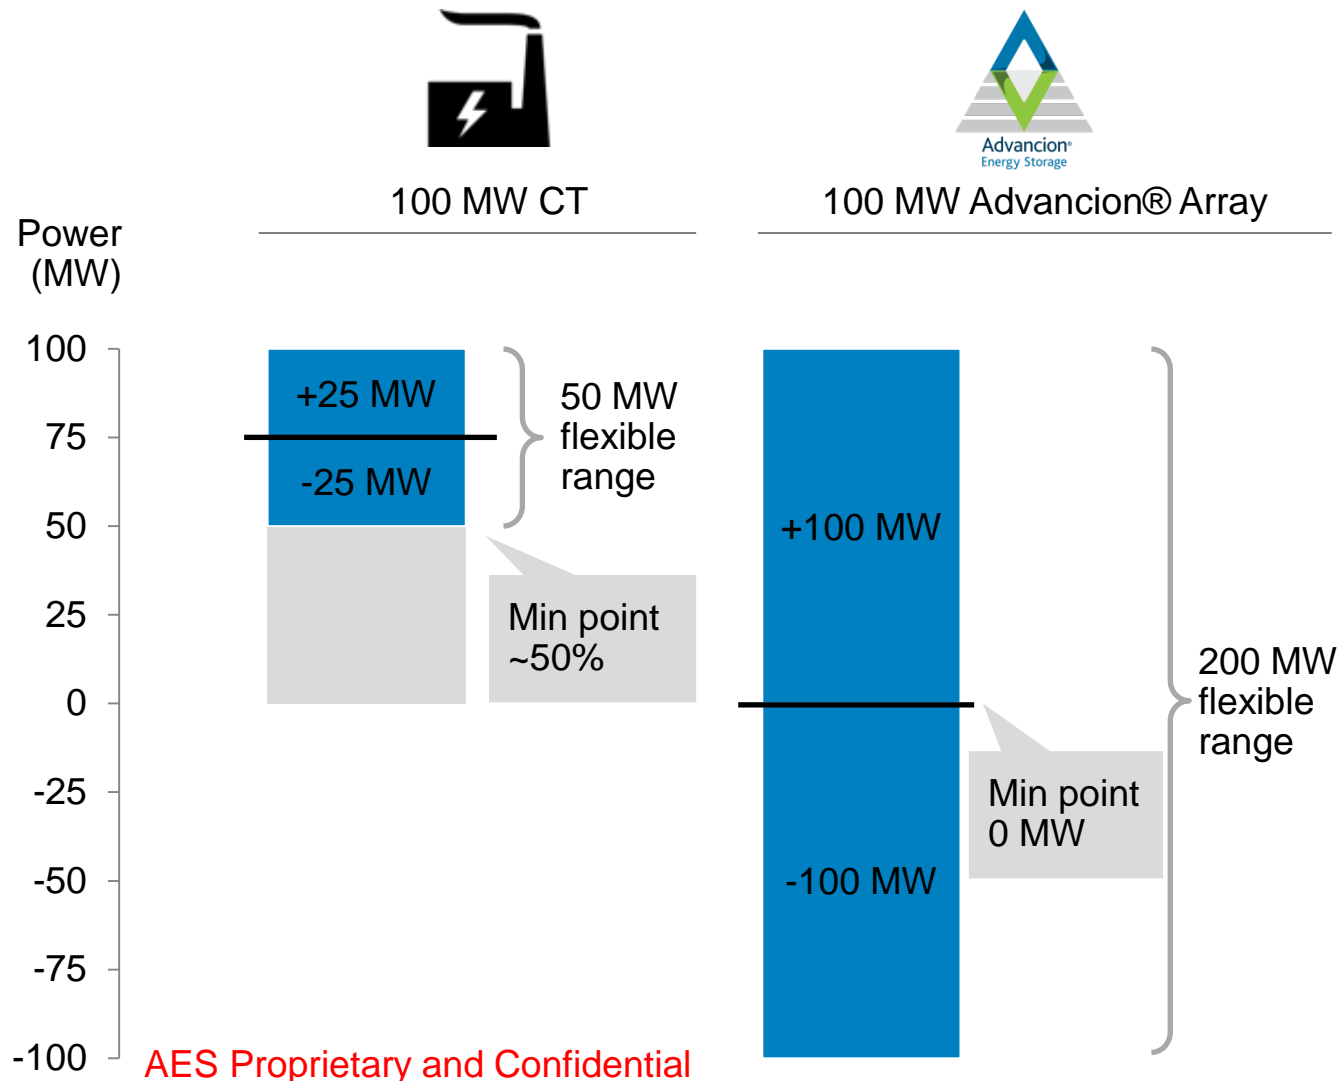 Advancion®
Energy Storage
100 MW CT
100 MW Advancion® Array
Power
(MW)
100
75
50
25
0
-25
-50
-75
-100
+25 MW
-25 MW
50 MW
flexible
range
Min point
~50%
+100 MW
-100 MW
Min point
0 MW
200 MW
flexible
range
AES Proprietary and Confidential